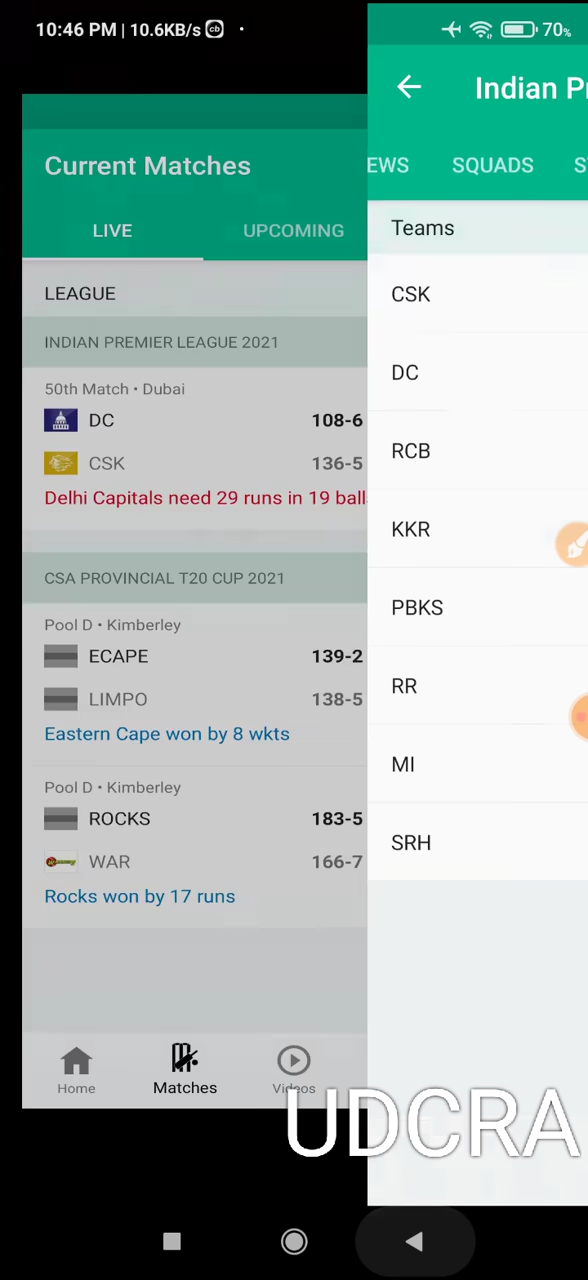 10:46 PM | 10.6KB/s cb ·
70%
Current Matches
LIVE
UPCOMING
LEAGUE
INDIAN PREMIER LEAGUE 2021
50th Match • Dubai
DC 108-6
CSK 136-5
Delhi Capitals need 29 runs in 19 ball
CSA PROVINCIAL T20 CUP 2021
Pool D • Kimberley
ECAPE 139-2
LIMPO 138-5
Eastern Cape won by 8 wkts
Pool D • Kimberley
ROCKS 183-5
WAR 166-7
Rocks won by 17 runs
Home
Matches
Videos
Indian P
EWS
SQUADS
S
Teams
CSK
DC
RCB
KKR
PBKS
RR
MI
SRH
UDCRA